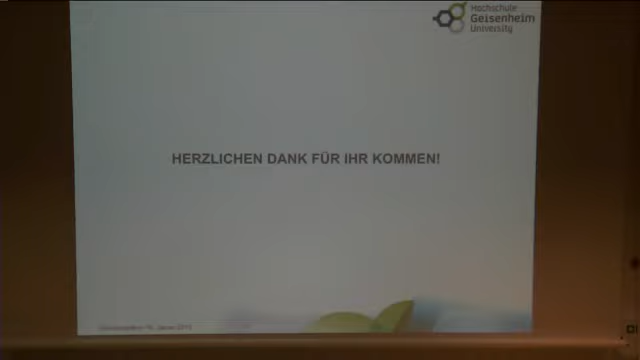 Hochschule
Geisenheim
University
HERZLICHEN DANK FÜR IHR KOMMEN!